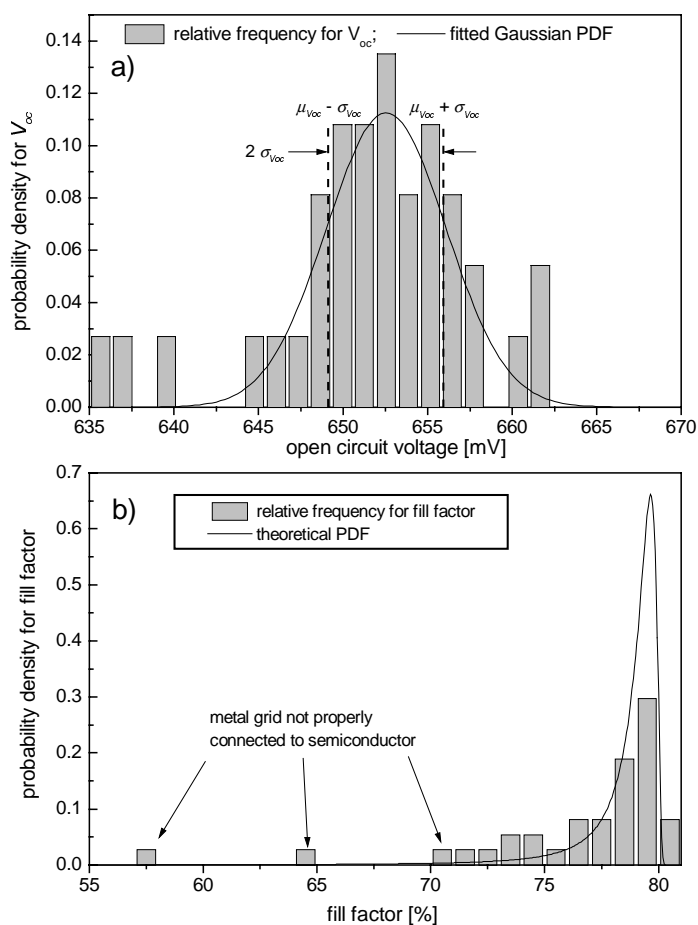 relative frequency for V_oc; fitted Gaussian PDF
a)
μ_Voc - σ_Voc
μ_Voc + σ_Voc
2 σ_Voc
probability density for V_oc
0.14
0.12
0.10
0.08
0.06
0.04
0.02
0.00
635 640 645 650 655 660 665 670
open circuit voltage [mV]
b)
relative frequency for fill factor
theoretical PDF
metal grid not properly
connected to semiconductor
probability density for fill factor
0.7
0.6
0.5
0.4
0.3
0.2
0.1
0.0
55 60 65 70 75 80
fill factor [%]